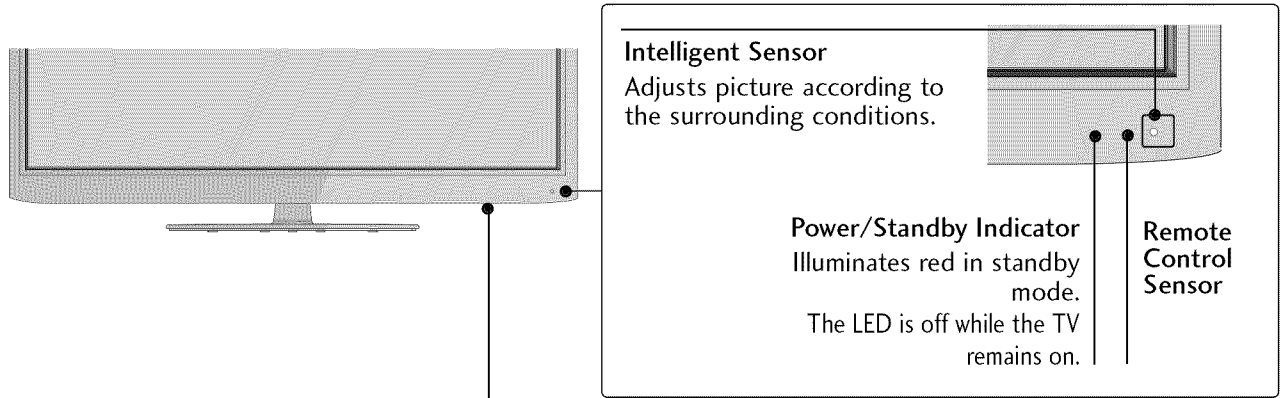 Intelligent Sensor
Adjusts picture according to
the surrounding conditions.
Power/Standby Indicator
Illuminates red in standby
mode.
The LED is off while the TV
remains on.
Remote
Control
Sensor